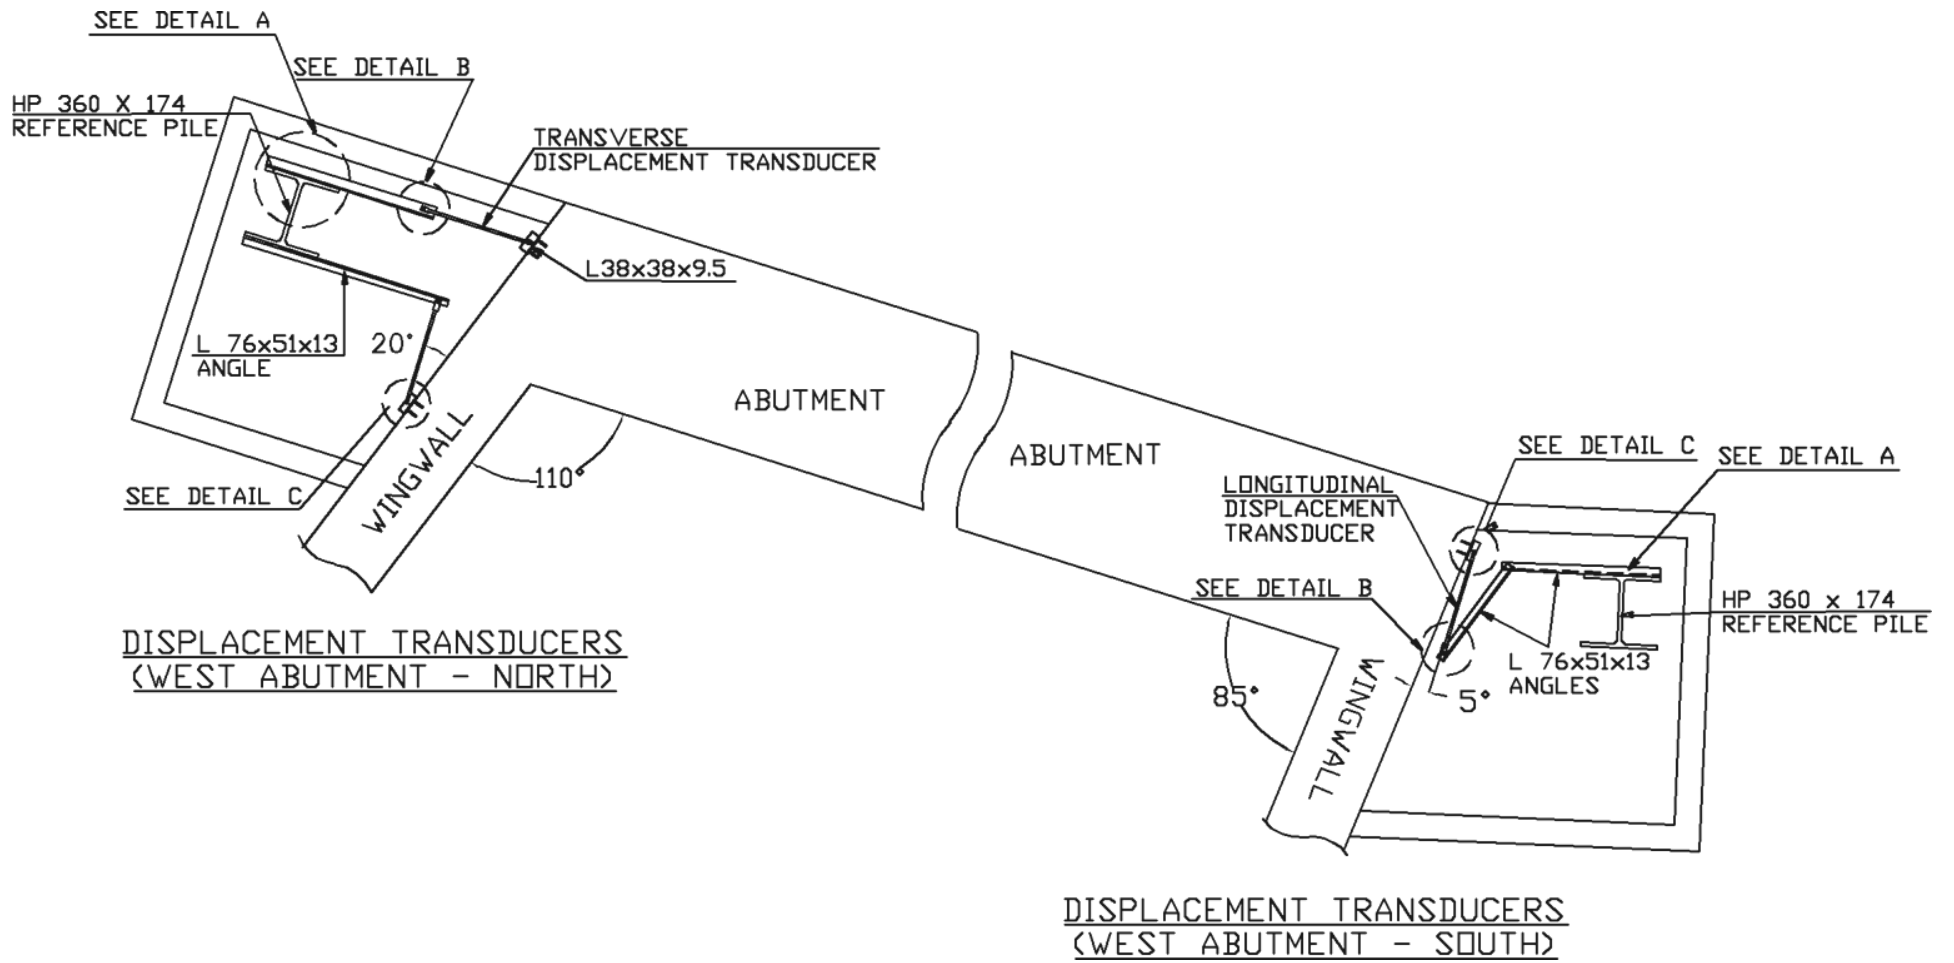 SEE DETAIL A
SEE DETAIL B
HP 360 X 174
REFERENCE PILE
TRANSVERSE
DISPLACEMENT TRANSDUCER
L38x38x9.5
L 76x51x13
ANGLE
20°
WINGWALL
110°
SEE DETAIL C
ABUTMENT
DISPLACEMENT TRANSDUCERS
(WEST ABUTMENT - NORTH)
ABUTMENT
SEE DETAIL C
SEE DETAIL A
LONGITUDINAL
DISPLACEMENT
TRANSDUCER
SEE DETAIL B
HP 360 x 174
REFERENCE PILE
L 76x51x13
ANGLES
85°
WINGWALL
5°
DISPLACEMENT TRANSDUCERS
(WEST ABUTMENT - SOUTH)